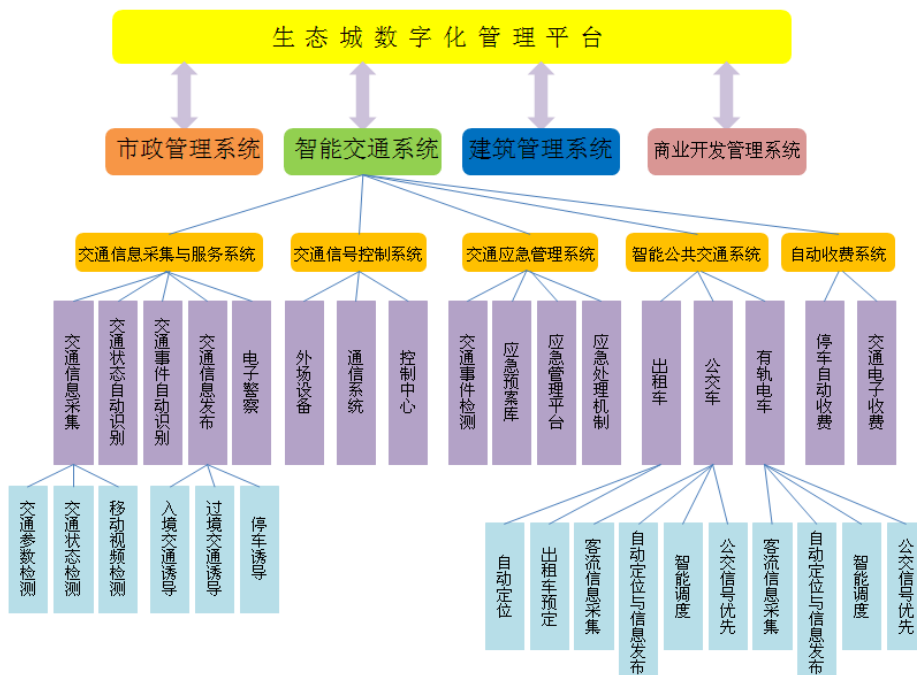 生态城数字化管理平台
市政管理系统
智能交通系统
建筑管理系统
商业开发管理系统
交通信息采集与服务系统
交通信号控制系统
交通应急管理系统
智能公共交通系统
自动收费系统
交通信息采集
交通状态自动识别
交通事件自动识别
交通信息发布
电子警察
外场设备
通信系统
控制中心
交通事件检测
应急预案库
应急管理平台
应急处理机制
出租车
公交车
有轨电车
停车自动收费
交通电子收费
交通参数检测
交通状态检测
移动视频检测
入境交通诱导
过境交通诱导
停车诱导
自动定位
出租车预定
客流信息采集
自动定位与信息发布
智能调度
公交信号优先
客流信息采集
自动定位与信息发布
智能调度
公交信号优先